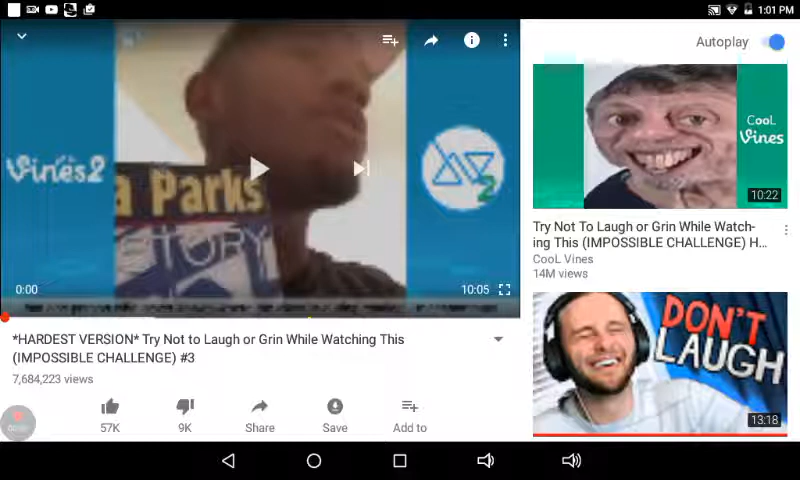 1:01 PM
Autoplay
Vines2
a Parks
STORY
2
0:00
10:05
CooL
Vines
10:22
Try Not To Laugh or Grin While Watch-
ing This (IMPOSSIBLE CHALLENGE) H...
CooL Vines
14M views
DON'T
LAUGH
13:18
*HARDEST VERSION* Try Not to Laugh or Grin While Watching This
(IMPOSSIBLE CHALLENGE) #3
7,684,223 views
57K
9K
Share
Save
Add to